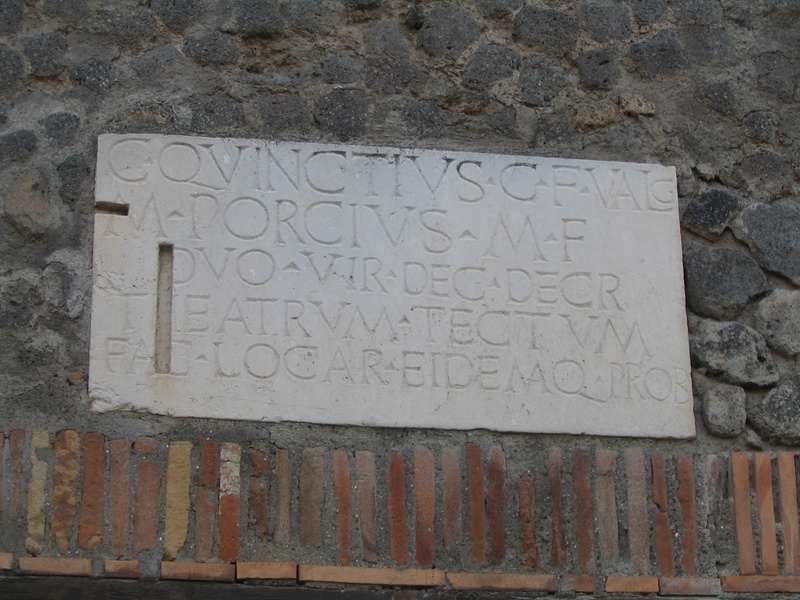 C·QVINCTIVS·C·F·VALG
M·PORCIVS·M·F
DVO·VIR·DEC·DECR
THEATRVM·TECTVM
FAC·LOCAR·EIDEMQ·PROB